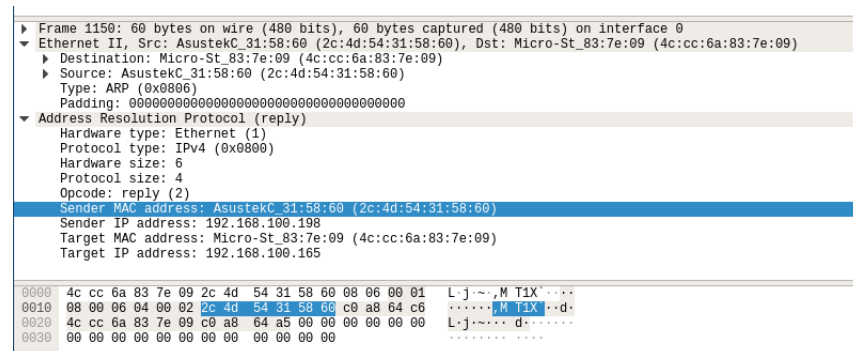 Frame 1150: 60 bytes on wire (480 bits), 60 bytes captured (480 bits) on interface 0
Ethernet II, Src: AsustekC_31:58:60 (2c:4d:54:31:58:60), Dst: Micro-St_83:7e:09 (4c:cc:6a:83:7e:09)
Destination: Micro-St_83:7e:09 (4c:cc:6a:83:7e:09)
Source: AsustekC_31:58:60 (2c:4d:54:31:58:60)
Type: ARP (0x0806)
Padding: 000000000000000000000000000000000000
Address Resolution Protocol (reply)
Hardware type: Ethernet (1)
Protocol type: IPv4 (0x0800)
Hardware size: 6
Protocol size: 4
Opcode: reply (2)
Sender MAC address: AsustekC_31:58:60 (2c:4d:54:31:58:60)
Sender IP address: 192.168.100.198
Target MAC address: Micro-St_83:7e:09 (4c:cc:6a:83:7e:09)
Target IP address: 192.168.100.165
0000 4c cc 6a 83 7e 09 2c 4d 54 31 58 60 08 06 00 01 L·j·~·,M T1X`····
0010 08 00 06 04 00 02 2c 4d 54 31 58 60 c0 a8 64 c6 ······,M T1X`··d·
0020 4c cc 6a 83 7e 09 c0 a8 64 a5 00 00 00 00 00 00 L·j·~··· d·······
0030 00 00 00 00 00 00 00 00 00 00 00 00 ········ ····